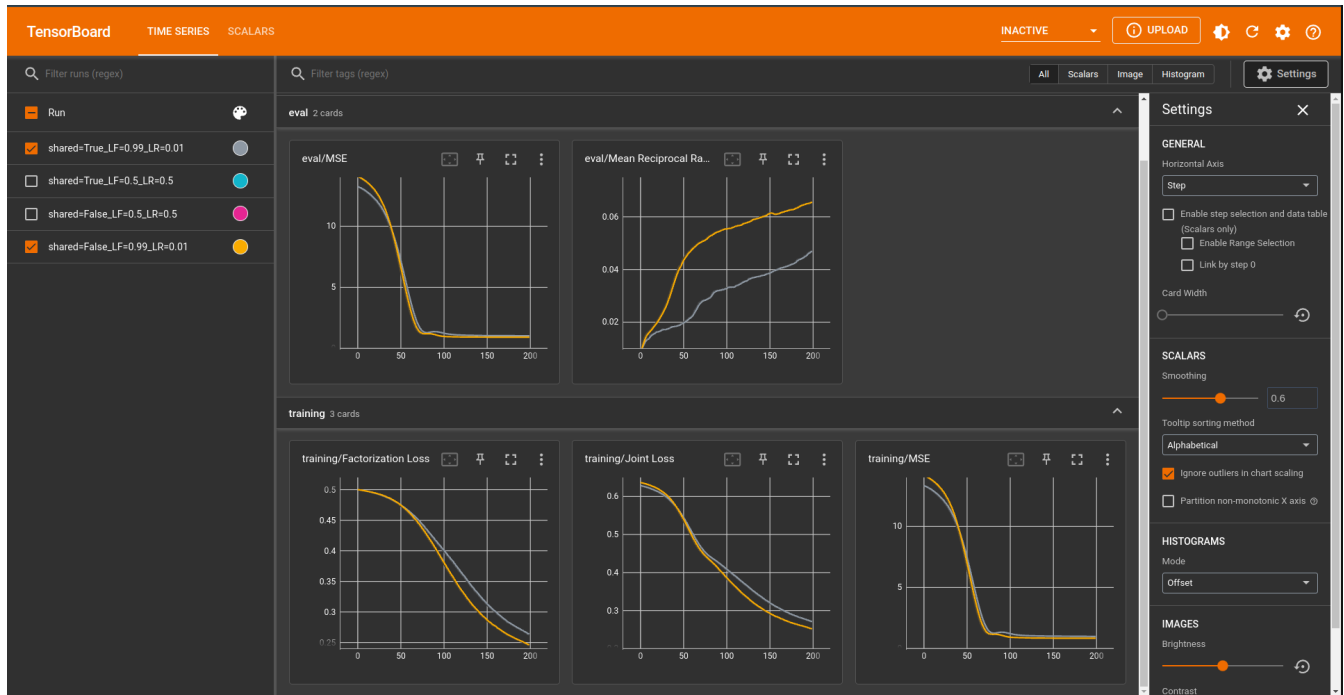 TensorBoard TIME SERIES SCALARS INACTIVE UPLOAD
Filter runs (regex)
Filter tags (regex)
All Scalars Image Histogram
Settings
Run
shared=True_LF=0.99_LR=0.01
shared=True_LF=0.5_LR=0.5
shared=False_LF=0.5_LR=0.5
shared=False_LF=0.99_LR=0.01
eval 2 cards
eval/MSE
10
5
0 50 100 150 200
eval/Mean Reciprocal Ra...
0.06
0.04
0.02
0 50 100 150 200
training 3 cards
training/Factorization Loss
0.5
0.45
0.4
0.35
0.3
0.25
0 50 100 150 200
training/Joint Loss
0.6
0.5
0.4
0.3
0 50 100 150 200
training/MSE
10
5
0 50 100 150 200
Settings
GENERAL
Horizontal Axis
Step
Enable step selection and data table
(Scalars only)
Enable Range Selection
Link by step 0
Card Width
SCALARS
Smoothing
0.6
Tooltip sorting method
Alphabetical
Ignore outliers in chart scaling
Partition non-monotonic X axis
HISTOGRAMS
Mode
Offset
IMAGES
Brightness
Contrast